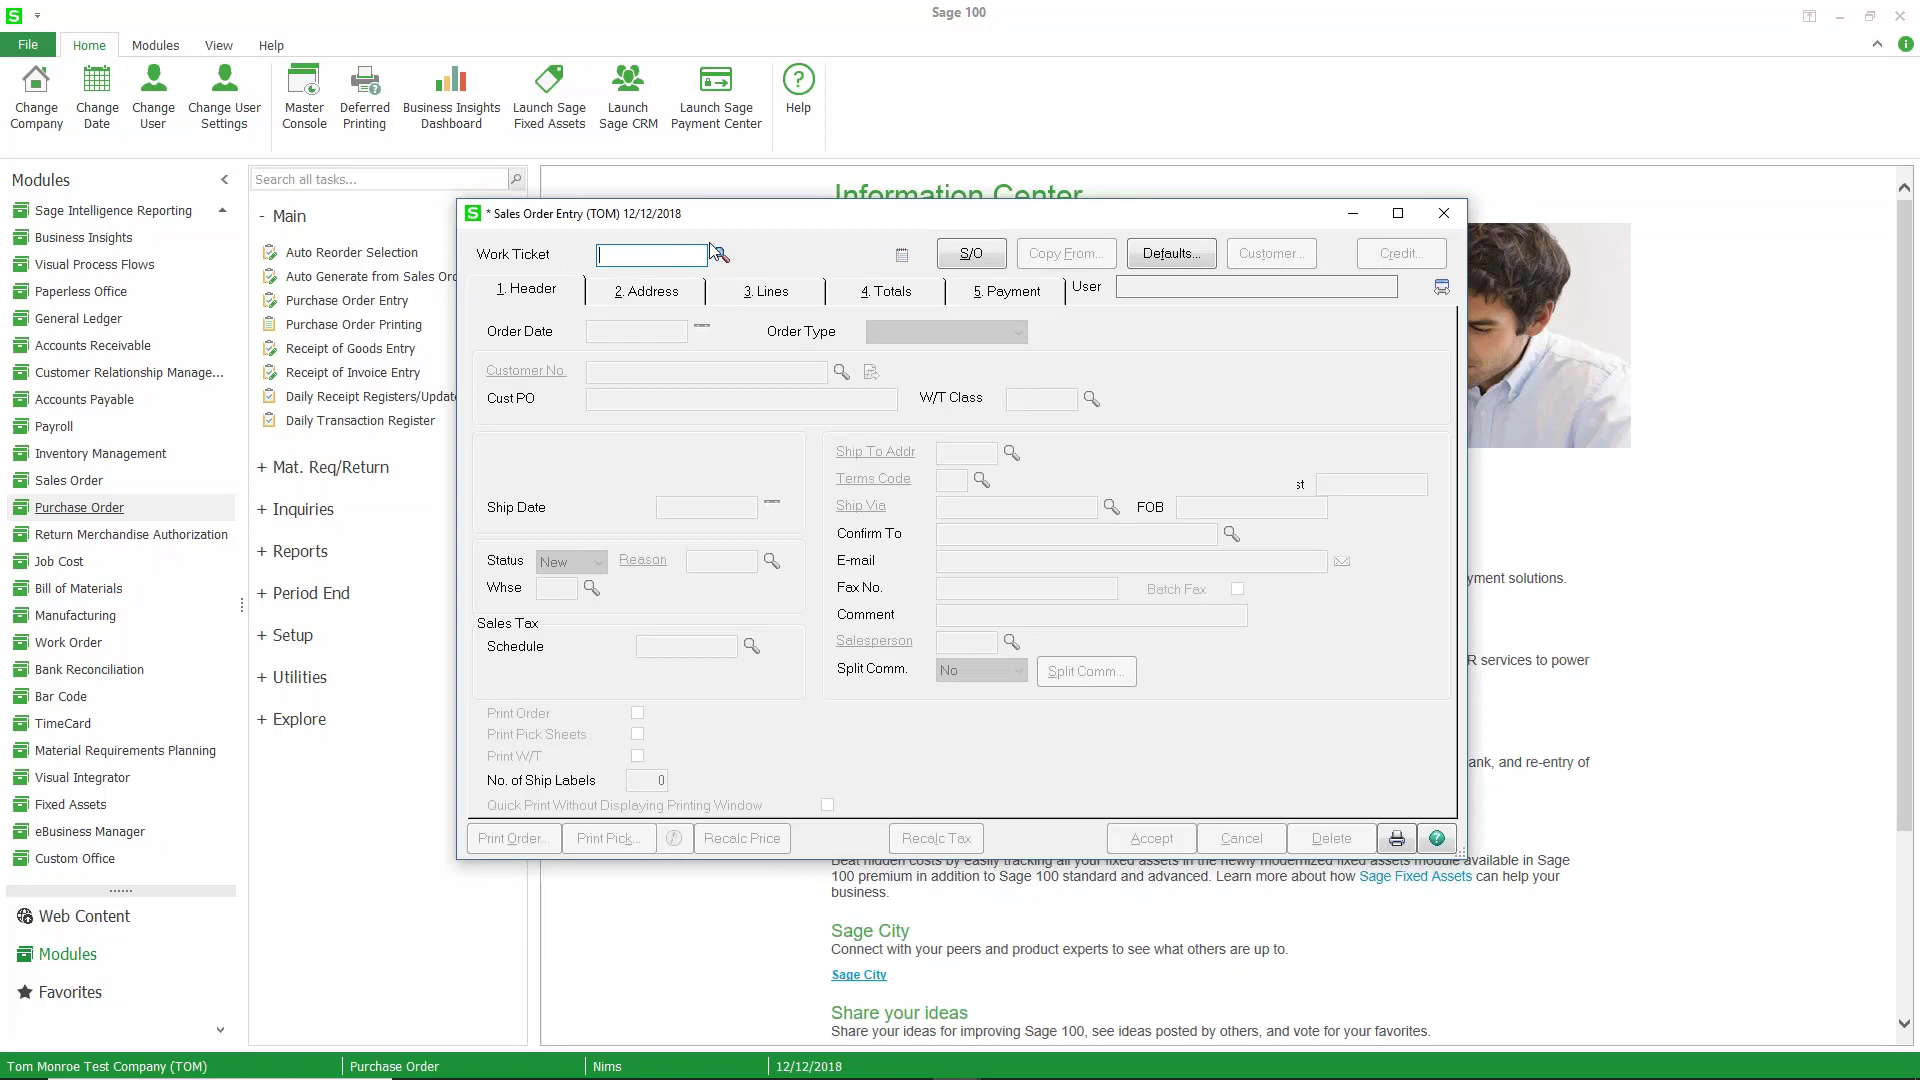 S
Sage 100
File
Home
Modules
View
Help
i
Change Company
Change Date
Change User
Change User Settings
Master Console
Deferred Printing
Business Insights Dashboard
Launch Sage Fixed Assets
Launch Sage CRM
Launch Sage Payment Center
Help
Modules
Sage Intelligence Reporting
Business Insights
Visual Process Flows
Paperless Office
General Ledger
Accounts Receivable
Customer Relationship Manage...
Accounts Payable
Payroll
Inventory Management
Sales Order
Purchase Order
Return Merchandise Authorization
Job Cost
Bill of Materials
Manufacturing
Work Order
Bank Reconciliation
Bar Code
TimeCard
Material Requirements Planning
Visual Integrator
Fixed Assets
eBusiness Manager
Custom Office
Web Content
Modules
Favorites
Search all tasks...
- Main
Auto Reorder Selection
Auto Generate from Sales Ord
Purchase Order Entry
Purchase Order Printing
Receipt of Goods Entry
Receipt of Invoice Entry
Daily Receipt Registers/Update
Daily Transaction Register
+ Mat. Req/Return
+ Inquiries
+ Reports
+ Period End
+ Setup
+ Utilities
+ Explore
Information Center
S * Sales Order Entry (TOM) 12/12/2018
Work Ticket
S/O
Copy From...
Defaults...
Customer...
Credit...
1. Header
2. Address
3. Lines
4. Totals
5. Payment
User
Order Date
Order Type
Customer No.
Cust PO
W/T Class
Ship Date
Status
New
Reason
Whse
Sales Tax
Schedule
Ship To Addr
Terms Code
st
Ship Via
FOB
Confirm To
E-mail
Fax No.
Batch Fax
Comment
Salesperson
Split Comm.
No
Split Comm...
Print Order
Print Pick Sheets
Print W/T
No. of Ship Labels
0
Quick Print Without Displaying Printing Window
Print Order...
Print Pick...
Recalc Price
Recalc Tax
Accept
Cancel
Delete
yment solutions.
R services to power
ank, and re-entry of
Beat hidden costs by easily tracking all your fixed assets in the newly modernized fixed assets module available in Sage
100 premium in addition to Sage 100 standard and advanced. Learn more about how Sage Fixed Assets can help your
business.
Sage City
Connect with your peers and product experts to see what others are up to.
Sage City
Share your ideas
Share your ideas for improving Sage 100, see ideas posted by others, and vote for your favorites.
Tom Monroe Test Company (TOM)
Purchase Order
Nims
12/12/2018